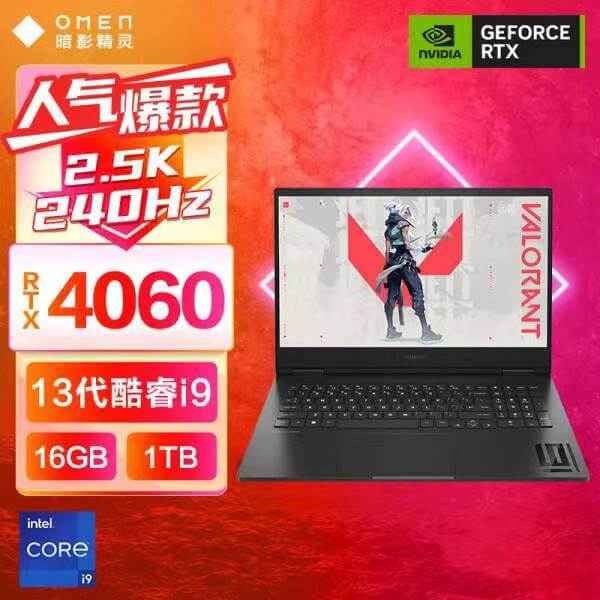 OMEN
暗影精灵
NVIDIA
GEFORCE
RTX
人气爆款
2.5K
240Hz
RTX
4060
13代酷睿i9
16GB
1TB
VALORANT
intel
CORE
i9